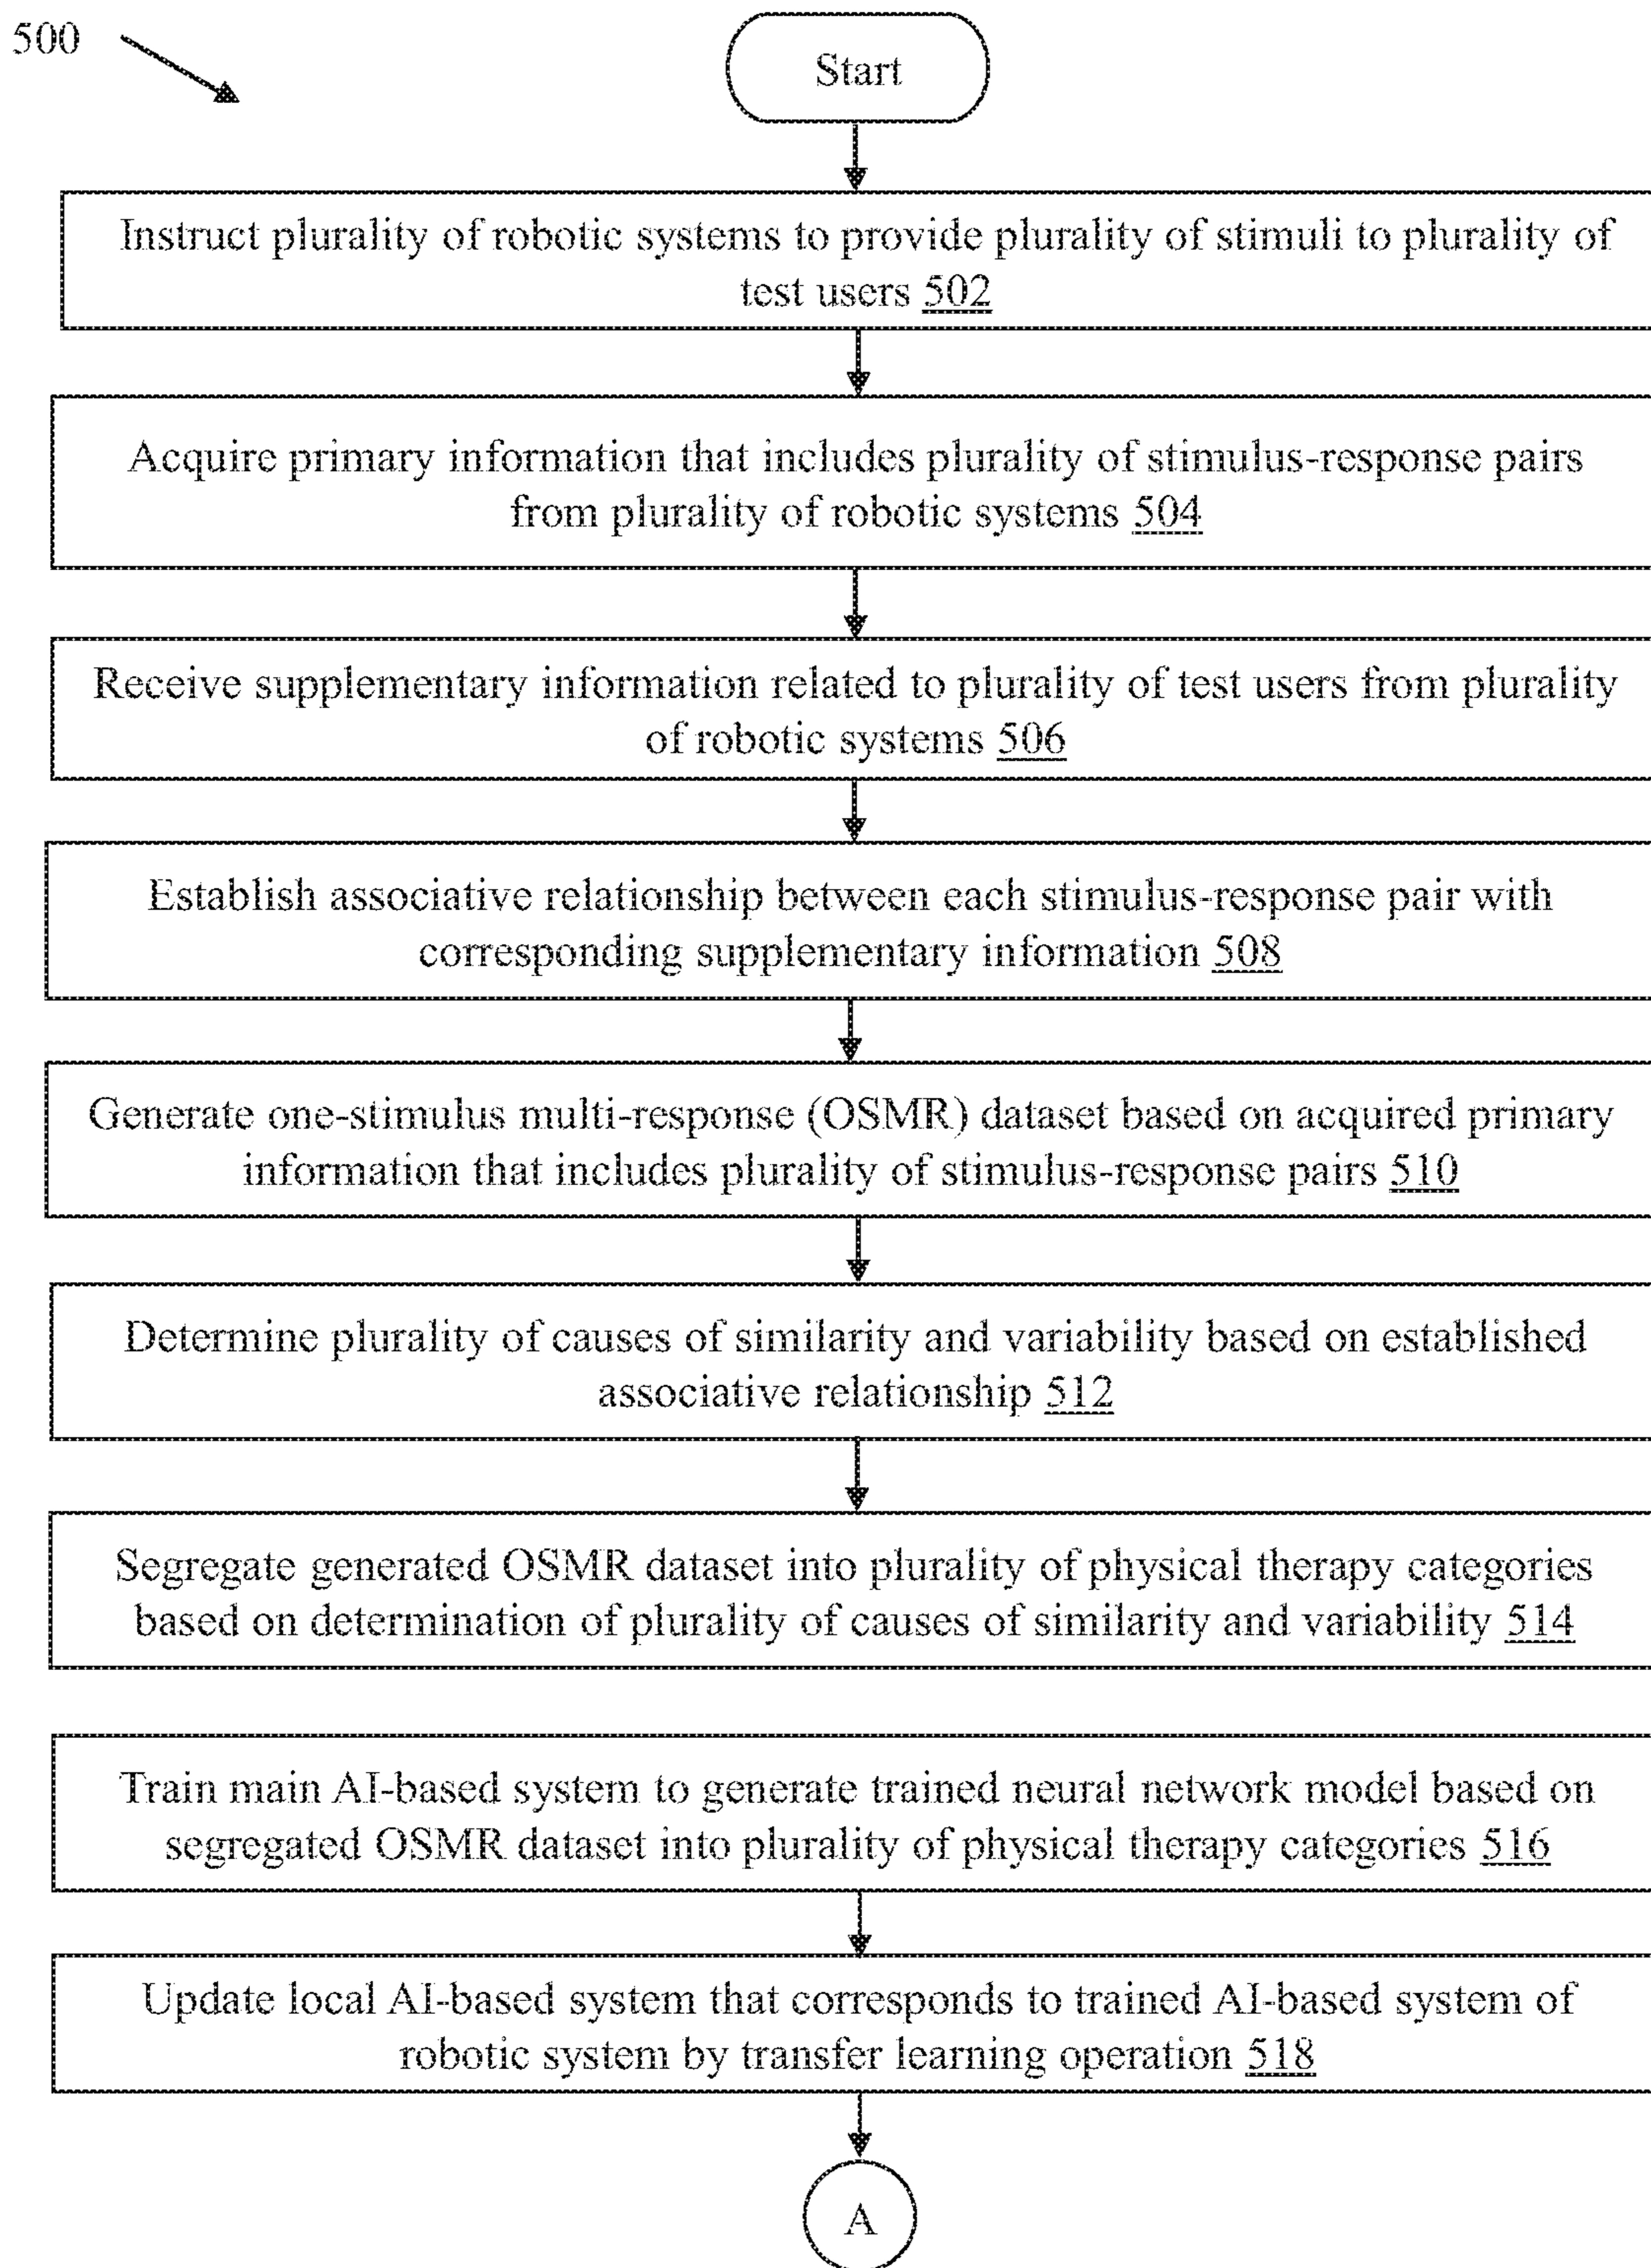 500
Start
Instruct plurality of robotic systems to provide plurality of stimuli to plurality of
test users 502
Acquire primary information that includes plurality of stimulus-response pairs
from plurality of robotic systems 504
Receive supplementary information related to plurality of test users from plurality
of robotic systems 506
Establish associative relationship between each stimulus-response pair with
corresponding supplementary information 508
Generate one-stimulus multi-response (OSMR) dataset based on acquired primary
information that includes plurality of stimulus-response pairs 510
Determine plurality of causes of similarity and variability based on established
associative relationship 512
Segregate generated OSMR dataset into plurality of physical therapy categories
based on determination of plurality of causes of similarity and variability 514
Train main AI-based system to generate trained neural network model based on
segregated OSMR dataset into plurality of physical therapy categories 516
Update local AI-based system that corresponds to trained AI-based system of
robotic system by transfer learning operation 518
A